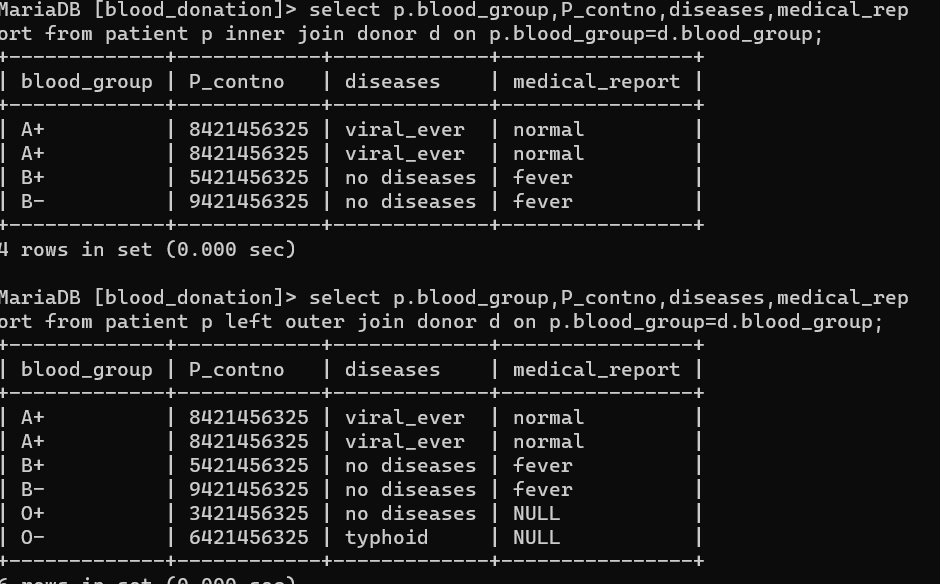 MariaDB [blood_donation]> select p.blood_group,P_contno,diseases,medical_rep
ort from patient p inner join donor d on p.blood_group=d.blood_group;
+-------------+------------+-------------+----------------+
| blood_group | P_contno   | diseases    | medical_report |
+-------------+------------+-------------+----------------+
| A+          | 8421456325 | viral_ever  | normal         |
| A+          | 8421456325 | viral_ever  | normal         |
| B+          | 5421456325 | no diseases | fever          |
| B-          | 9421456325 | no diseases | fever          |
+-------------+------------+-------------+----------------+
4 rows in set (0.000 sec)
MariaDB [blood_donation]> select p.blood_group,P_contno,diseases,medical_rep
ort from patient p left outer join donor d on p.blood_group=d.blood_group;
+-------------+------------+-------------+----------------+
| blood_group | P_contno   | diseases    | medical_report |
+-------------+------------+-------------+----------------+
| A+          | 8421456325 | viral_ever  | normal         |
| A+          | 8421456325 | viral_ever  | normal         |
| B+          | 5421456325 | no diseases | fever          |
| B-          | 9421456325 | no diseases | fever          |
| O+          | 3421456325 | no diseases | NULL           |
| O-          | 6421456325 | typhoid     | NULL           |
+-------------+------------+-------------+----------------+
6 rows in set (0.000 sec)